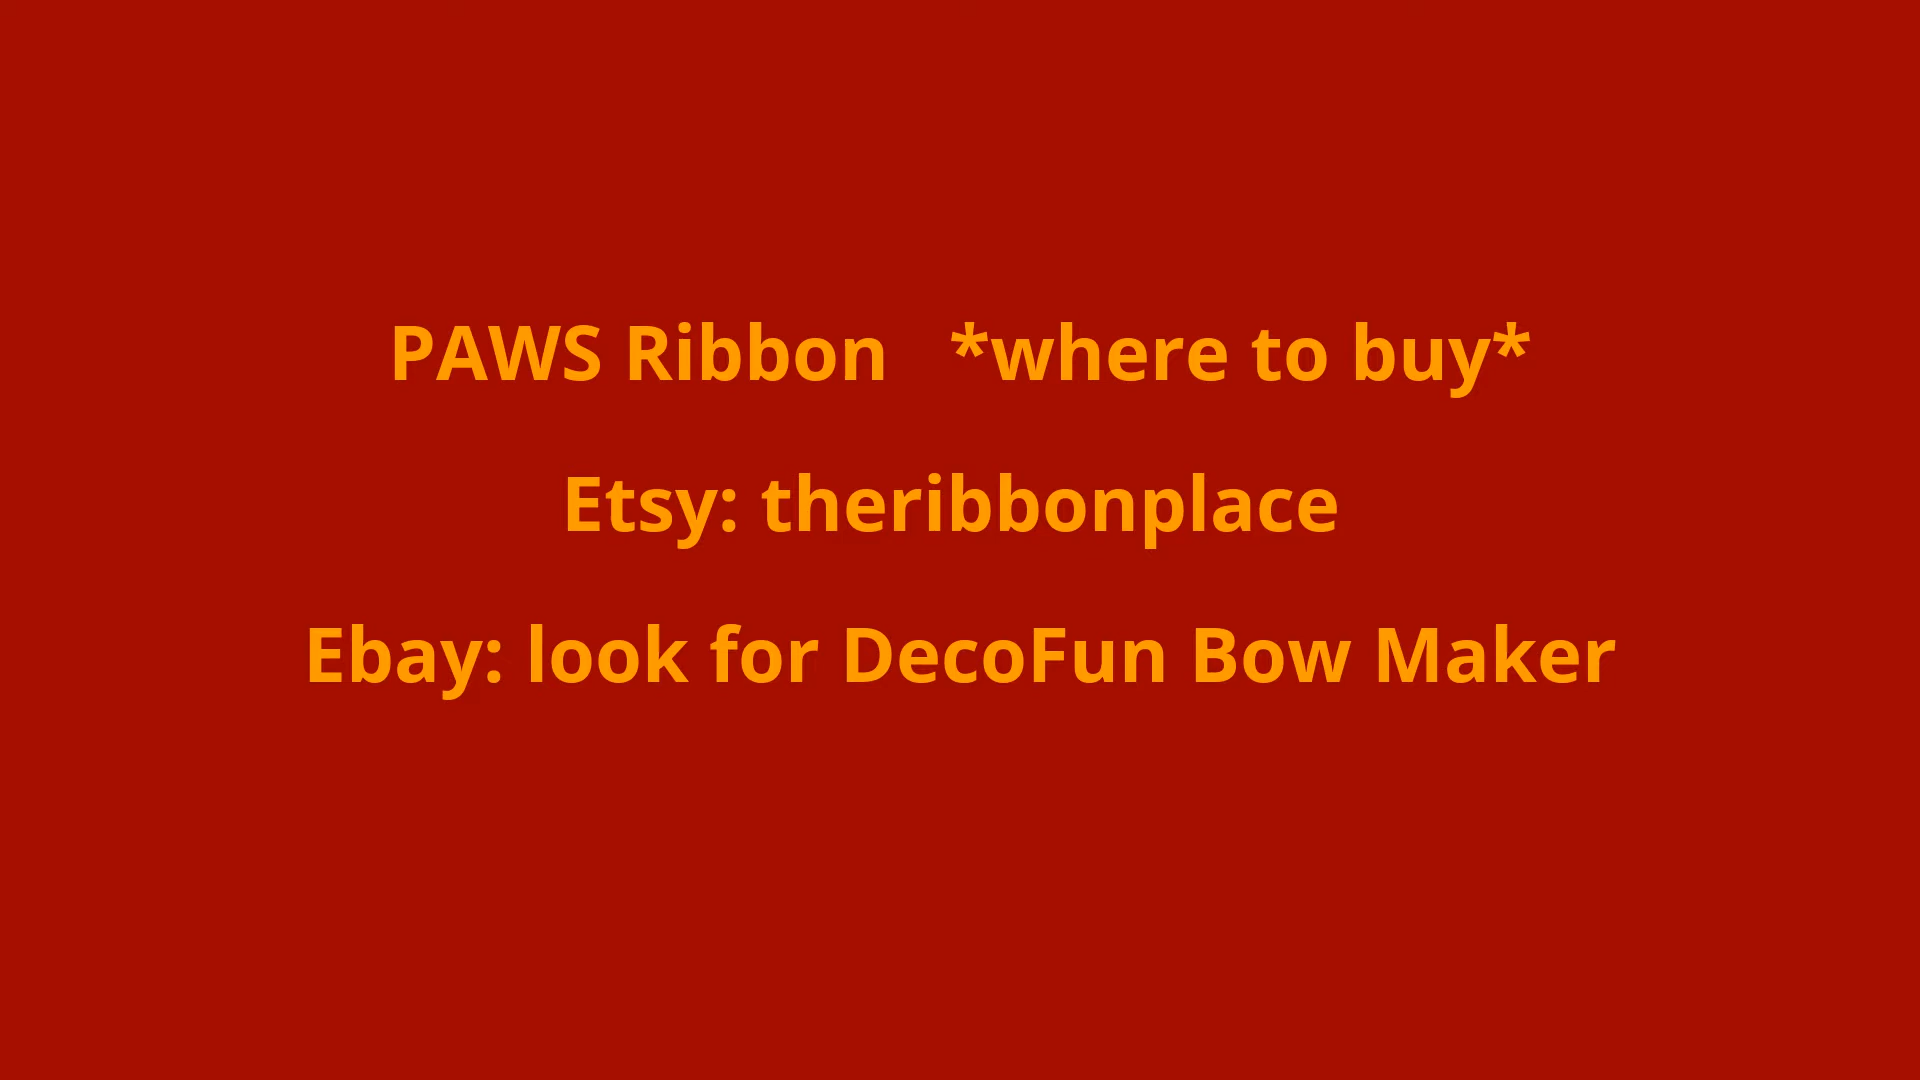 PAWS Ribbon   *where to buy*
Etsy: theribbonplace
Ebay: look for DecoFun Bow Maker